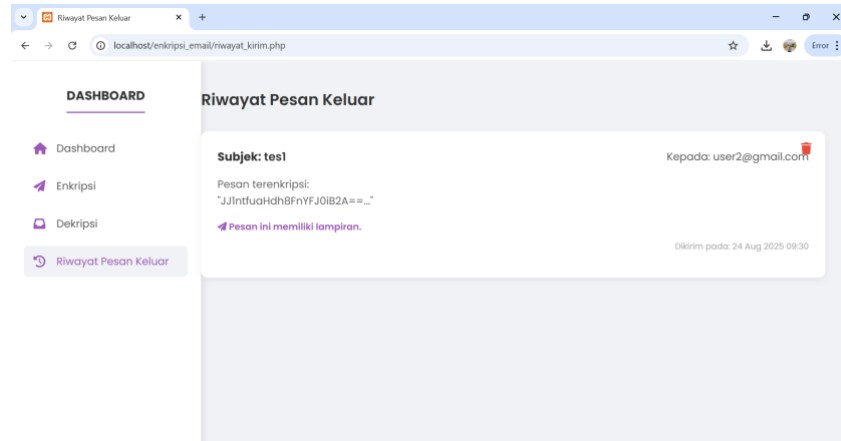 Riwayat Pesan Keluar
localhost/enkripsi_email/riwayat_kirim.php
Error
DASHBOARD
Dashboard
Enkripsi
Dekripsi
Riwayat Pesan Keluar
Riwayat Pesan Keluar
Subjek: tes1
Kepada: user2@gmail.com
Pesan terenkripsi:
"JJ1ntfuaHdh8FnYFJ0iB2A==..."
Pesan ini memiliki lampiran.
Dikirim pada: 24 Aug 2025 09:30